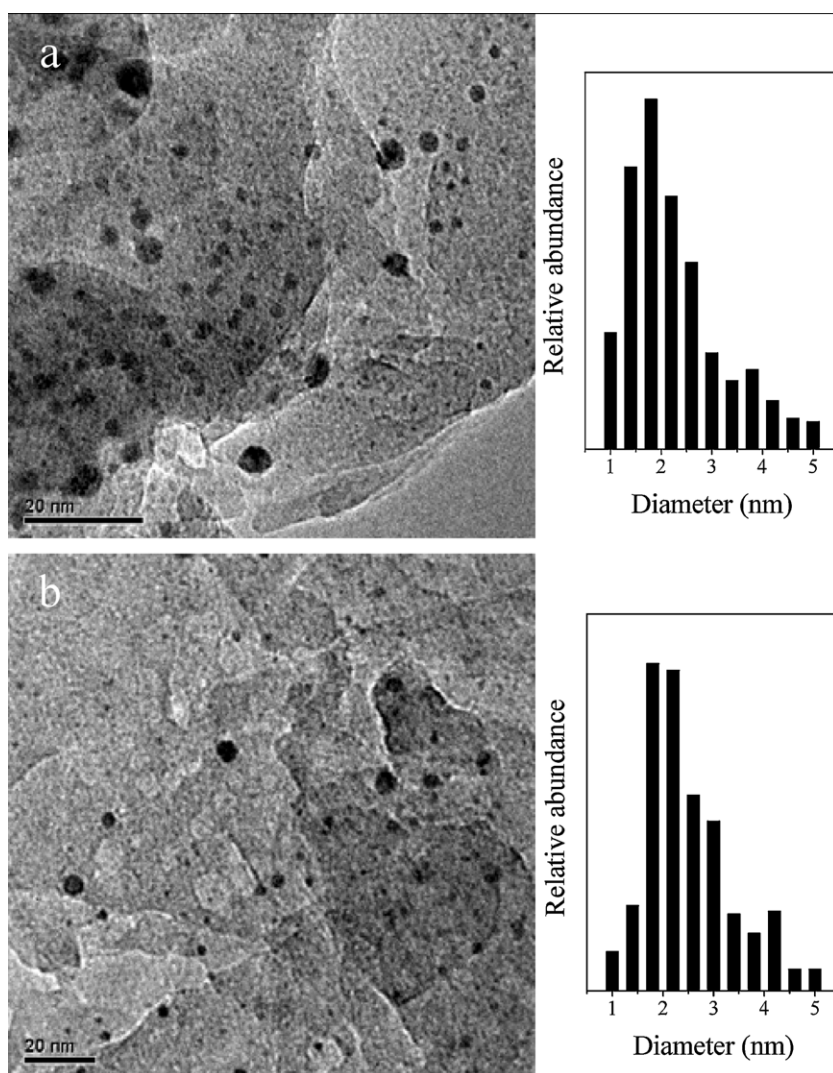 a
20 nm
Relative abundance
1 2 3 4 5
Diameter (nm)
b
20 nm
Relative abundance
1 2 3 4 5
Diameter (nm)